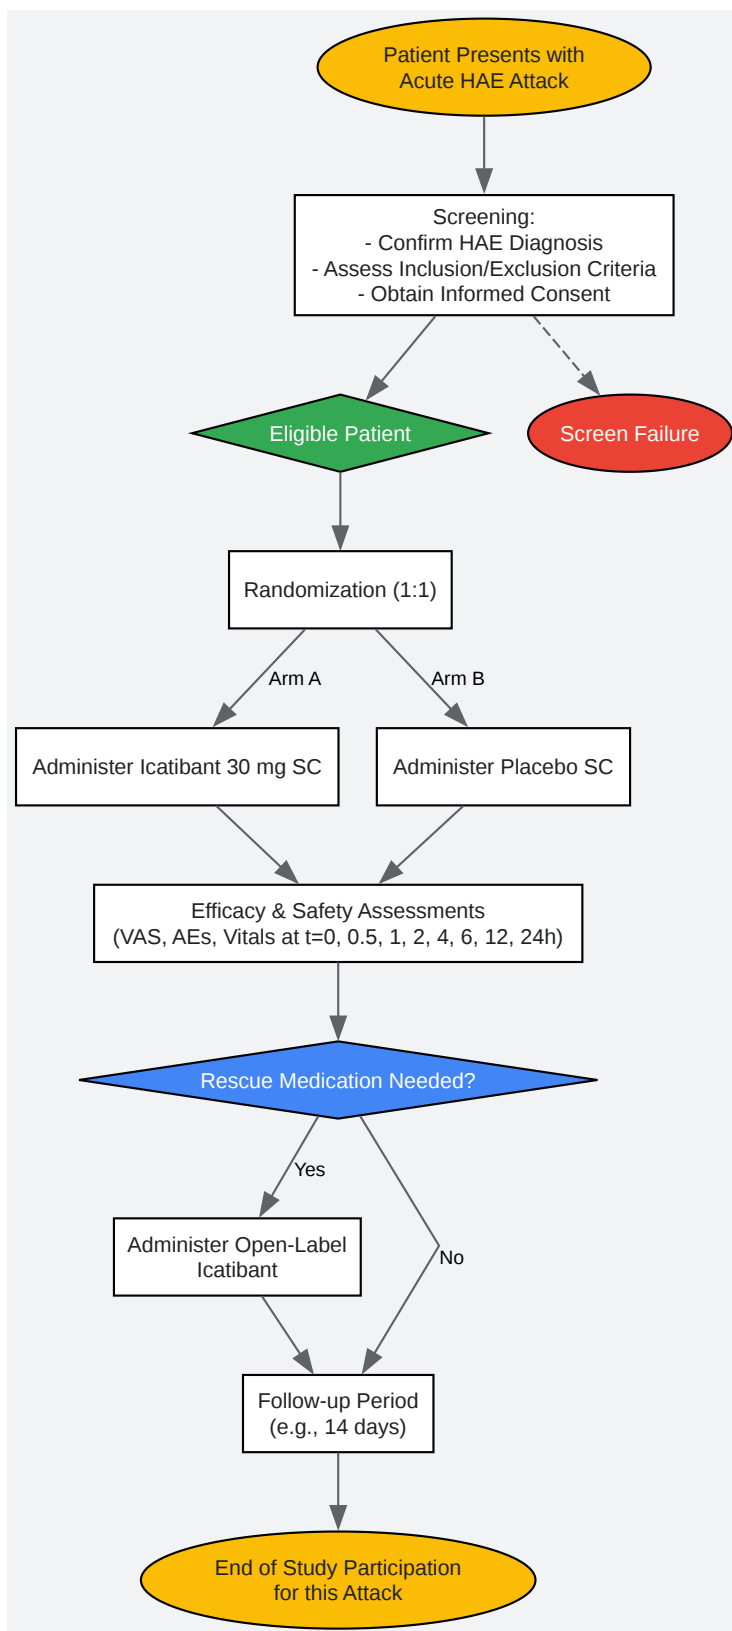 Patient Presents with
Acute HAE Attack
Screening:
- Confirm HAE Diagnosis
- Assess Inclusion/Exclusion Criteria
- Obtain Informed Consent
Eligible Patient
Screen Failure
Randomization (1:1)
Arm A
Arm B
Administer Icatibant 30 mg SC
Administer Placebo SC
Efficacy & Safety Assessments
(VAS, AEs, Vitals at t=0, 0.5, 1, 2, 4, 6, 12, 24h)
Rescue Medication Needed?
Yes
Administer Open-Label
Icatibant
No
Follow-up Period
(e.g., 14 days)
End of Study Participation
for this Attack